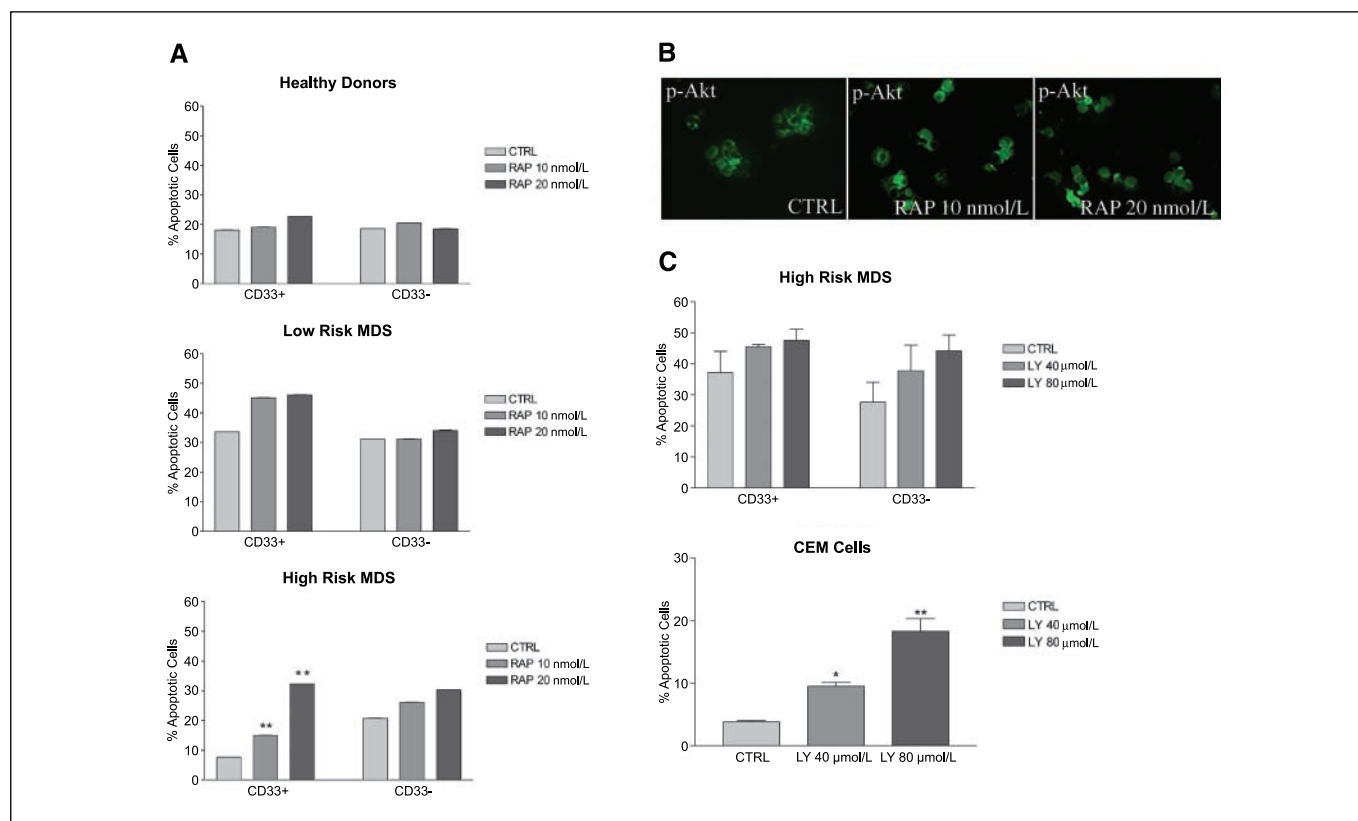 A
Healthy Donors
% Apoptotic Cells
60
50
40
30
20
10
0
CD33+
CD33-
CTRL
RAP 10 nmol/L
RAP 20 nmol/L
Low Risk MDS
% Apoptotic Cells
60
50
40
30
20
10
0
CD33+
CD33-
CTRL
RAP 10 nmol/L
RAP 20 nmol/L
High Risk MDS
% Apoptotic Cells
60
50
40
30
20
10
0
**
**
CD33+
CD33-
CTRL
RAP 10 nmol/L
RAP 20 nmol/L
B
p-Akt
CTRL
p-Akt
RAP 10 nmol/L
p-Akt
RAP 20 nmol/L
C
High Risk MDS
% Apoptotic Cells
60
50
40
30
20
10
0
CD33+
CD33-
CTRL
LY 40 μmol/L
LY 80 μmol/L
CEM Cells
% Apoptotic Cells
30
20
10
0
*
**
CTRL
LY 40 μmol/L
LY 80 μmol/L
CTRL
LY 40 μmol/L
LY 80 μmol/L